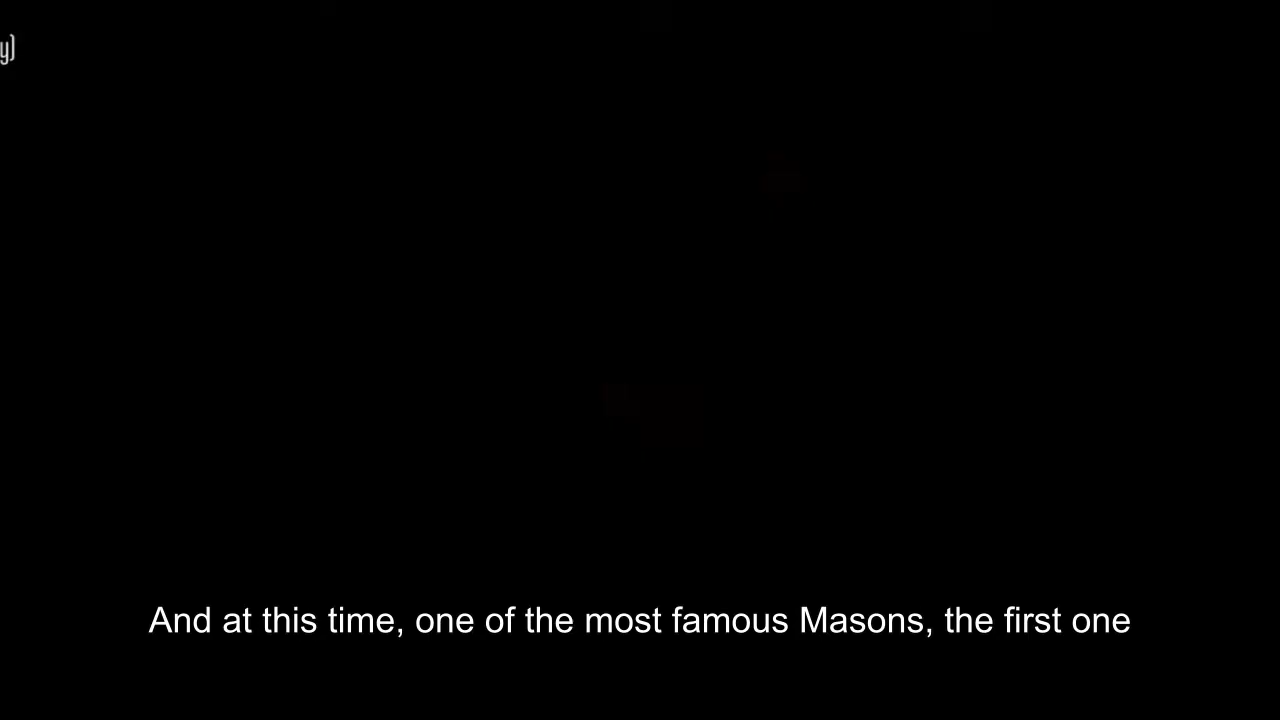 y)
And at this time, one of the most famous Masons, the first one